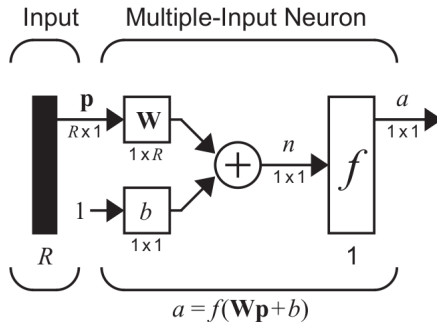 Input Multiple-Input Neuron
p a
R x 1 W n 1 x 1
1 x R
1 x 1 f
1 b
1 x 1
R 1
a = f(Wp+b)